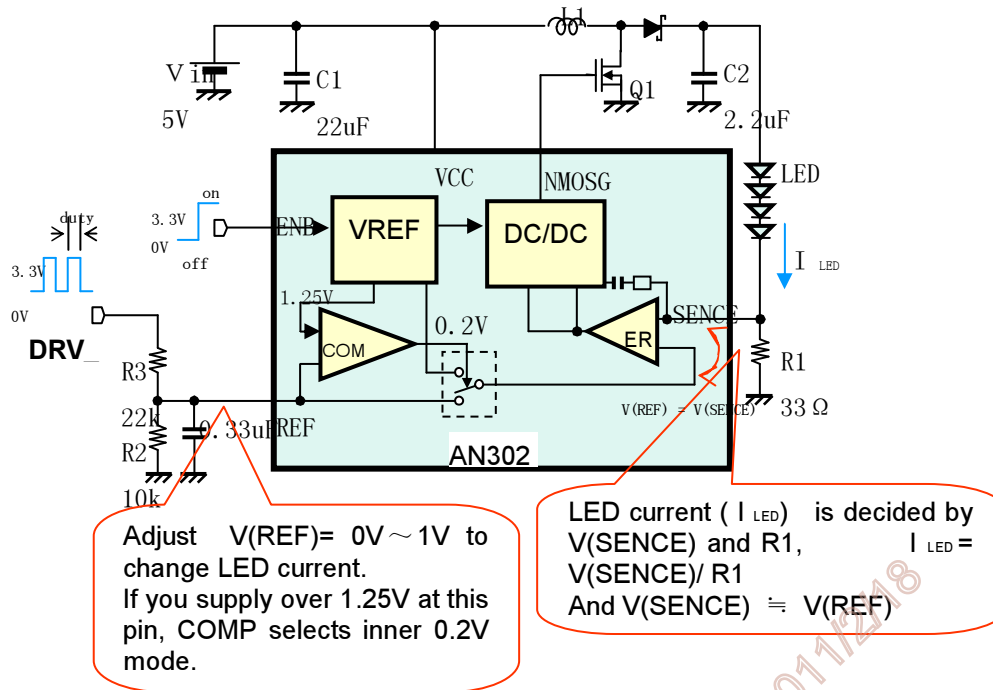 L1
Vin
5V
C1
22uF
Q1
C2
2.2uF
VCC
NMOSG
LED
on
3.3V
0V
off
duty
3.3V
0V
DRV_
ENB
VREF
DC/DC
I LED
1.25V
COM
0.2V
ER
SENCE
R1
33Ω
V(REF) = V(SENCE)
R3
22k
0.33uF
REF
R2
10k
AN302
Adjust V(REF)= 0V～1V to
change LED current.
If you supply over 1.25V at this
pin, COMP selects inner 0.2V
mode.
LED current ( I LED) is decided by
V(SENCE) and R1, I LED =
V(SENCE)/ R1
And V(SENCE) ≒ V(REF)